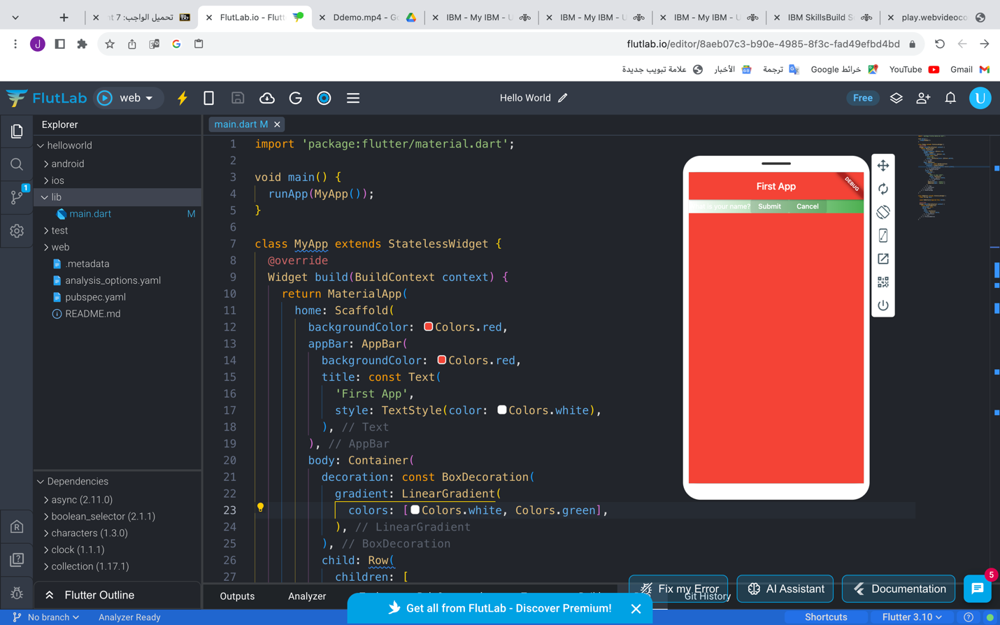 تحميل الواجب: nt 7
FlutLab.io - Flutt
Ddemo.mp4 - Go
IBM - My IBM - U
IBM - My IBM - U
IBM - My IBM - U
IBM SkillsBuild S
play.webvideoco
J
flutlab.io/editor/8aeb07c3-b90e-4985-8f3c-fad49efbd4bd
علامة تبويب جديدة
الأخبار
ترجمة
خرائط Google
YouTube
Gmail
FlutLab
web
Hello World
Free
U
Explorer
helloworld
android
ios
1
lib
main.dart M
test
web
.metadata
analysis_options.yaml
pubspec.yaml
README.md
Dependencies
async (2.11.0)
boolean_selector (2.1.1)
characters (1.3.0)
clock (1.1.1)
collection (1.17.1)
Flutter Outline
main.dart M
1 import 'package:flutter/material.dart';
2
3 void main() {
4 runApp(MyApp());
5 }
6
7 class MyApp extends StatelessWidget {
8 @override
9 Widget build(BuildContext context) {
10 return MaterialApp(
11 home: Scaffold(
12 backgroundColor: Colors.red,
13 appBar: AppBar(
14 backgroundColor: Colors.red,
15 title: const Text(
16 'First App',
17 style: TextStyle(color: Colors.white),
18 ), // Text
19 ), // AppBar
20 body: Container(
21 decoration: const BoxDecoration(
22 gradient: LinearGradient(
23 colors: [Colors.white, Colors.green],
24 ), // LinearGradient
25 ), // BoxDecoration
26 child: Row(
27 children: [
First App
DEBUG
is your name?
Submit
Cancel
Outputs
Analyzer
Git History
Fix my Error
AI Assistant
Documentation
5
Get all from FlutLab - Discover Premium!
No branch
Analyzer Ready
Shortcuts
Flutter 3.10